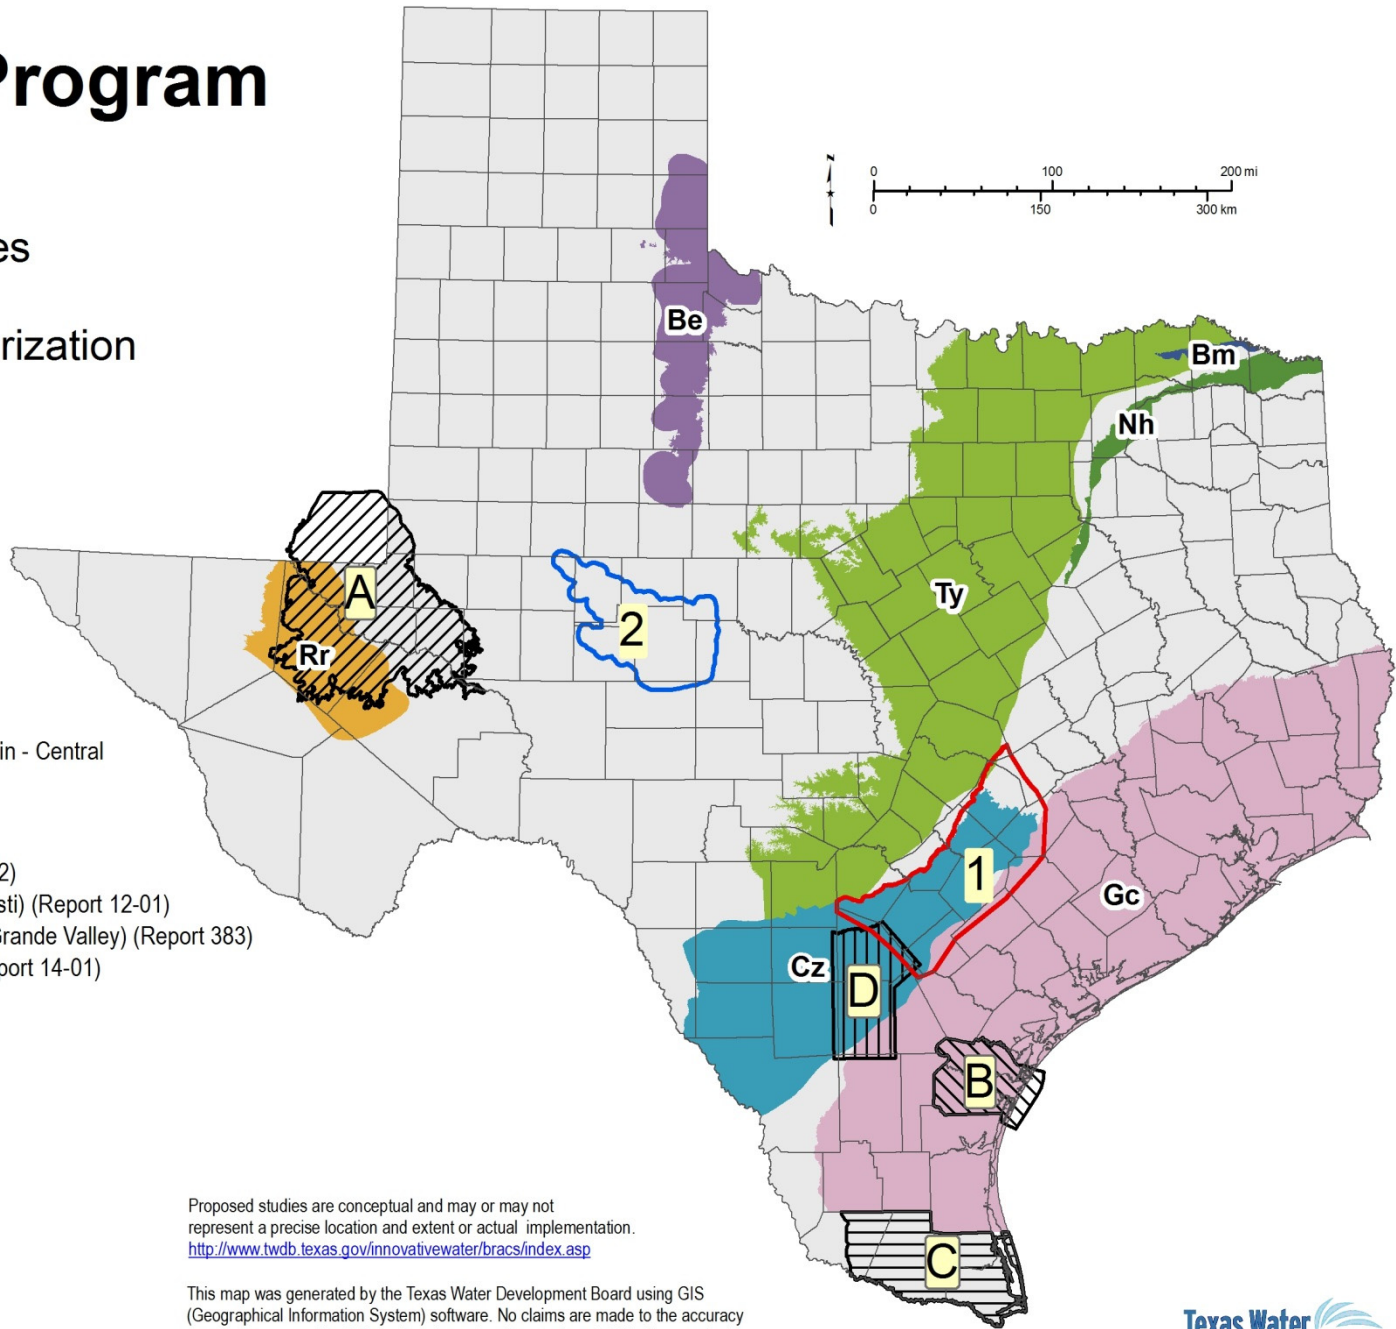 Program
es
rization
N
0 100 200 mi
0 150 300 km
Be
Bm
Nh
A
2
Ty
Rr
in - Central
1
2)
sti) (Report 12-01)
Grande Valley) (Report 383)
port 14-01)
Gc
Cz
D
B
C
Proposed studies are conceptual and may or may not
represent a precise location and extent or actual implementation.
http://www.twdb.texas.gov/innovativewater/bracs/index.asp
This map was generated by the Texas Water Development Board using GIS
(Geographical Information System) software. No claims are made to the accuracy
Texas Water